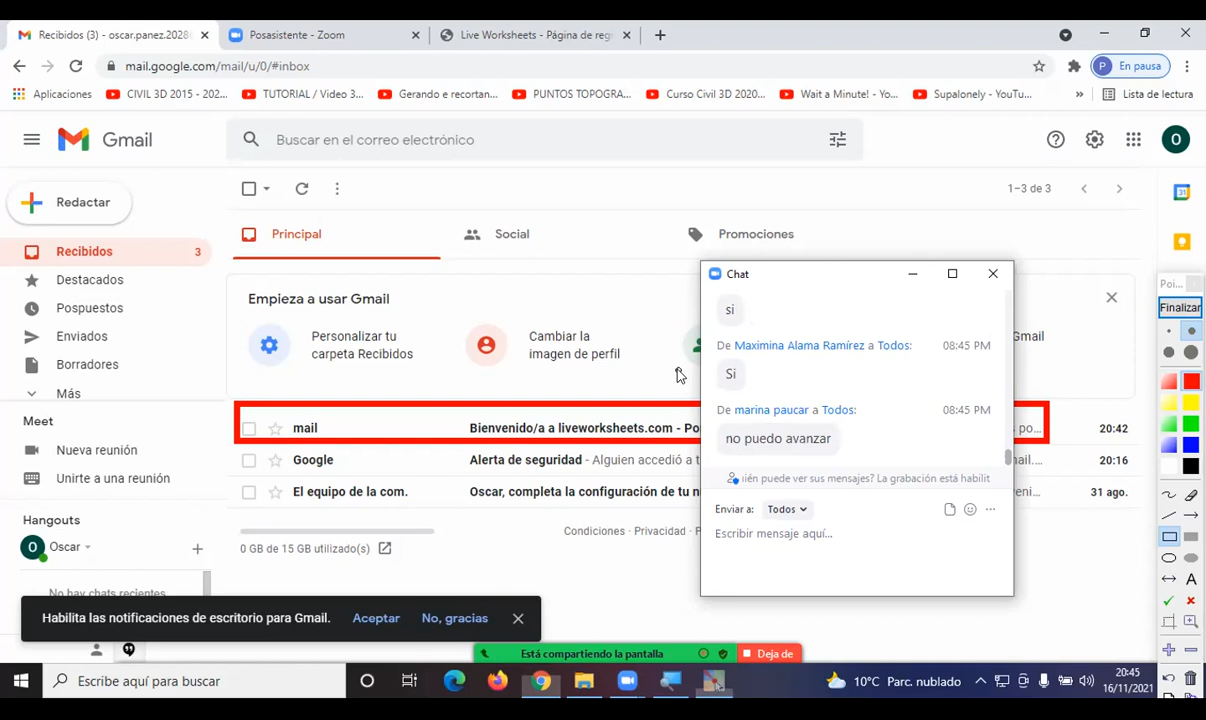 Recibidos (3) - oscar.panez.2028
Posasistente - Zoom
Live Worksheets - Página de reg
mail.google.com/mail/u/0/#inbox
P En pausa
Aplicaciones
CIVIL 3D 2015 - 202...
TUTORIAL / Video 3...
Gerando e recortan...
PUNTOS TOPOGRA...
Curso Civil 3D 2020...
Wait a Minute! - Yo...
Supalonely - YouTu...
»
Lista de lectura
Gmail
Buscar en el correo electrónico
O
Redactar
1–3 de 3
Recibidos 3
Principal
Social
Promociones
Destacados
Pospuestos
Enviados
Borradores
Más
Empieza a usar Gmail
Personalizar tu
carpeta Recibidos
Cambiar la
imagen de perfil
Gmail
mail Bienvenido/a a liveworksheets.com - Po po... 20:42
Google Alerta de seguridad - Alguien accedió a t mail.... 20:16
El equipo de la com. Oscar, completa la configuración de tu n veni... 31 ago.
Meet
Nueva reunión
Unirte a una reunión
Hangouts
O Oscar
No hay chats recientes
0 GB de 15 GB utilizado(s)
Condiciones · Privacidad · P
Chat
si
De Maximina Alama Ramírez a Todos: 08:45 PM
Si
De marina paucar a Todos: 08:45 PM
no puedo avanzar
ién puede ver sus mensajes? La grabación está habilit
Enviar a: Todos
Escribir mensaje aquí...
Finalizar
A
Habilita las notificaciones de escritorio para Gmail. Aceptar No, gracias
Está compartiendo la pantalla
Deja de
Escribe aquí para buscar
10°C Parc. nublado
20:45
16/11/2021